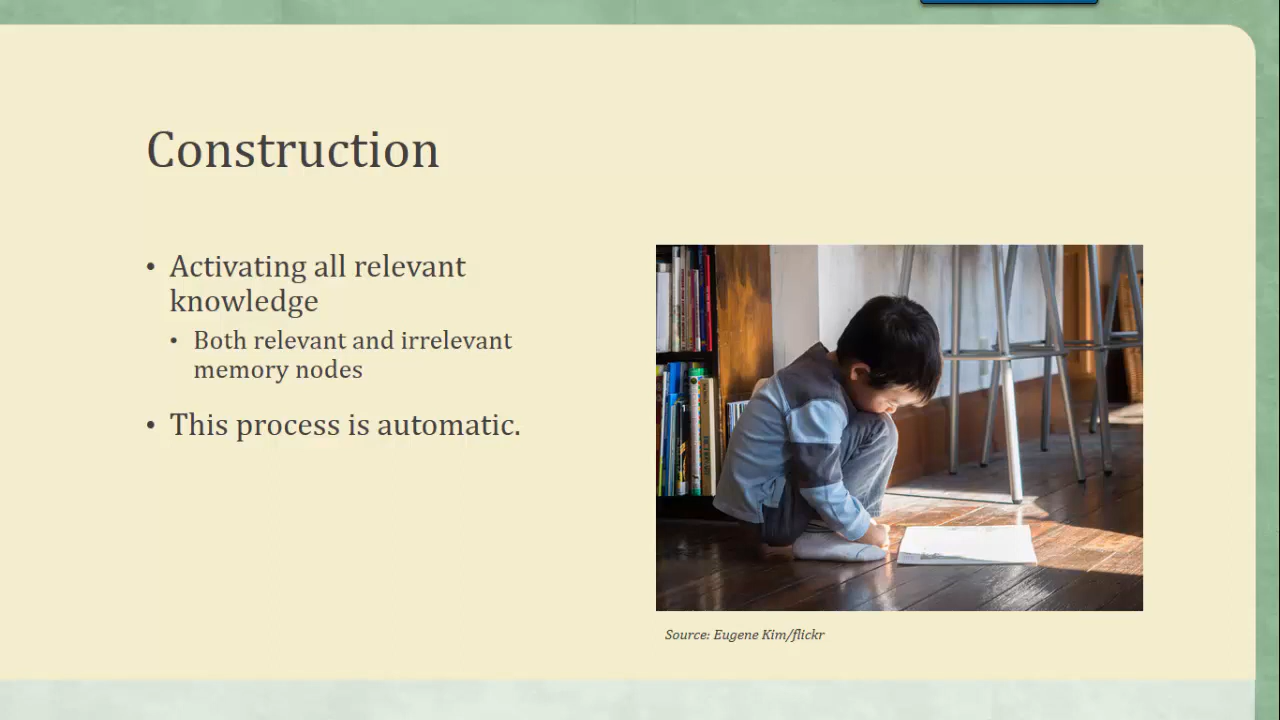 Construction
• Activating all relevant
knowledge
• Both relevant and irrelevant
memory nodes
• This process is automatic.
Source: Eugene Kim/flickr